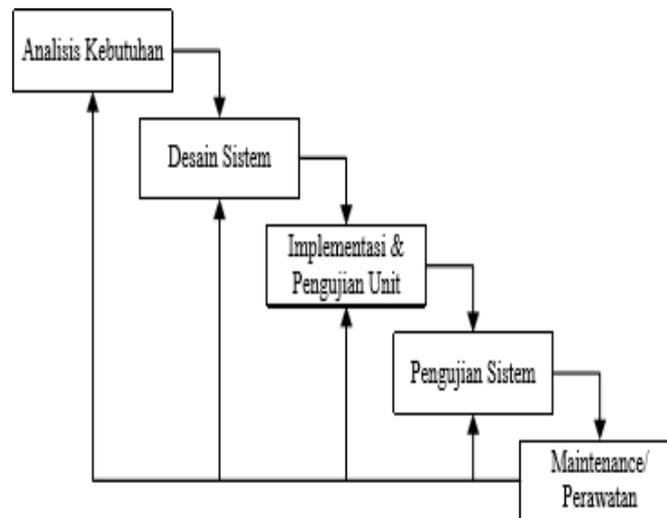 Analisis Kebutuhan
Desain Sistem
Implementasi &
Pengujian Unit
Pengujian Sistem
Maintenance/
Perawatan